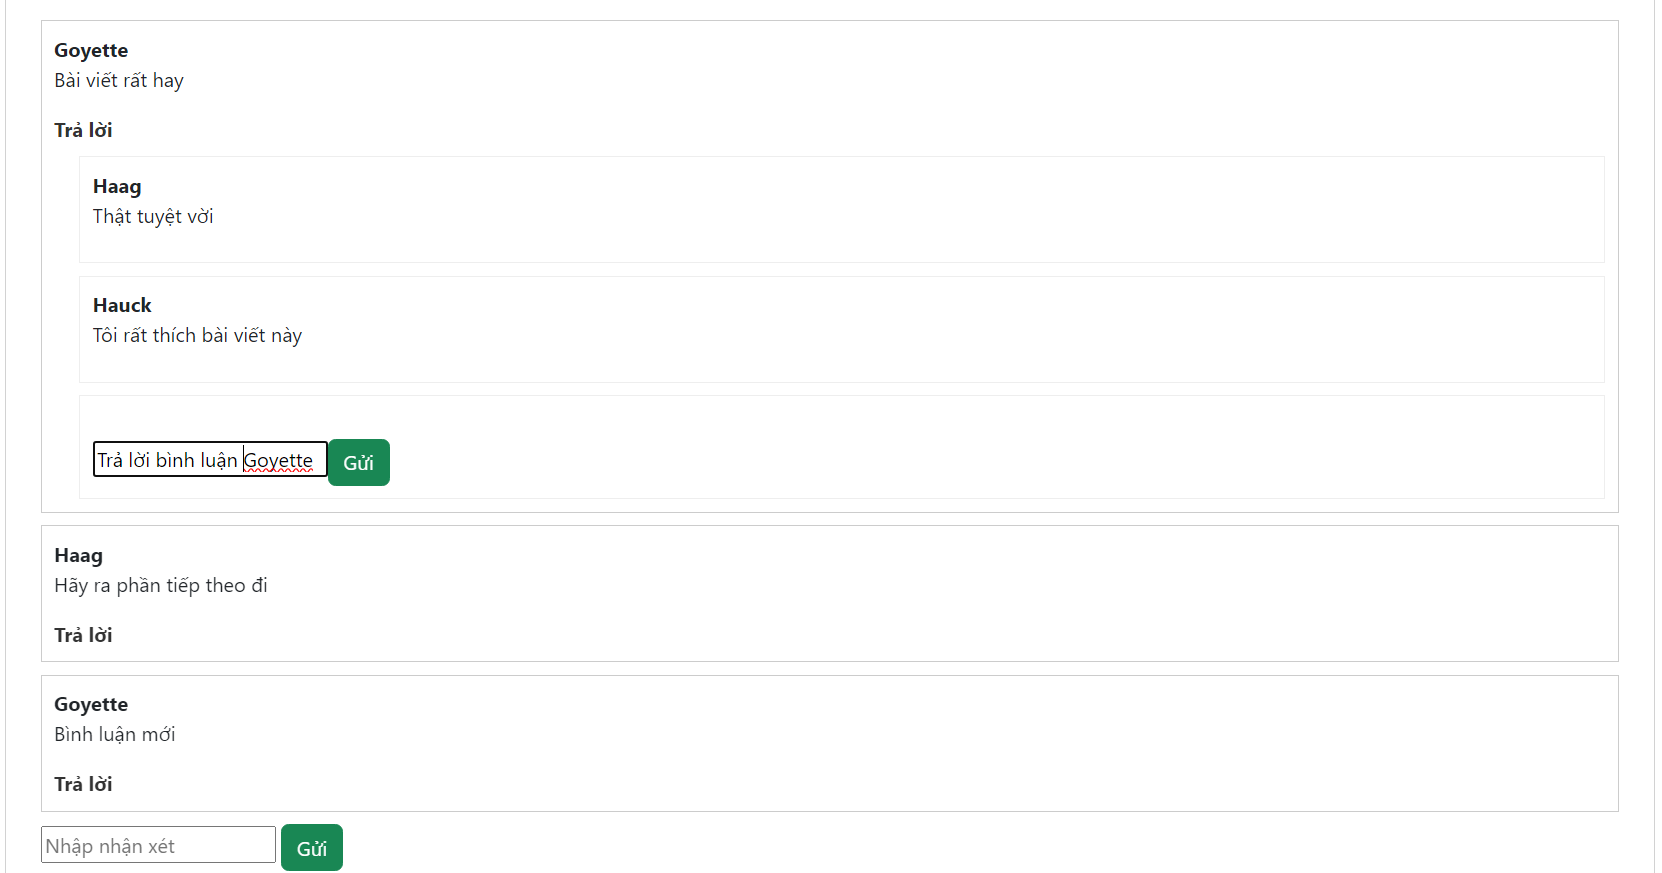 Goyette
Bài viết rất hay
Trả lời
Haag
Thật tuyệt vời
Hauck
Tôi rất thích bài viết này
Trả lời bình luận Goyette
Gửi
Haag
Hãy ra phần tiếp theo đi
Trả lời
Goyette
Bình luận mới
Trả lời
Nhập nhận xét
Gửi